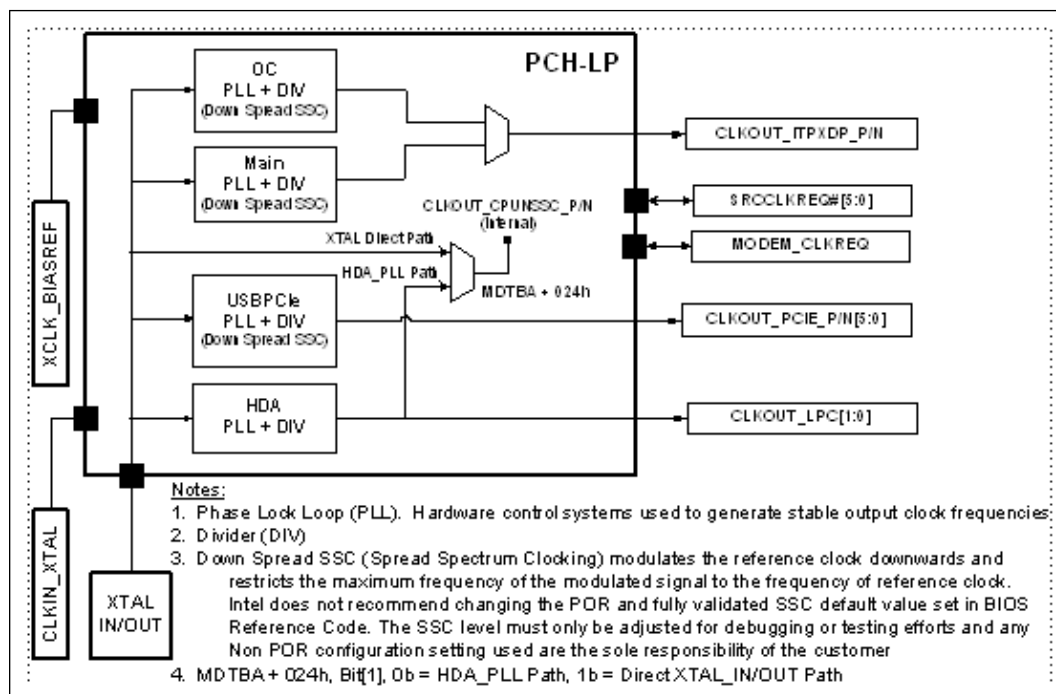 PCH-LP
OC
PLL + DIV
(Down Spread SSC)
CLKOUT_ITPXDP_P/N
Main
PLL + DIV
(Down Spread SSC)
CLKOUT_CPUNSSC_P/N
(Internal)
SRCCLKREQ#[5:0]
MODEM_CLKREQ
XTAL Direct Path
HDA_PLL Path
MDTBA + 024h
USBPCIe
PLL + DIV
(Down Spread SSC)
CLKOUT_PCIE_P/N[5:0]
HDA
PLL + DIV
CLKOUT_LPC[1:0]
XCLK_BIASREF
CLKIN_XTAL
XTAL
IN/OUT
Notes:
1. Phase Lock Loop (PLL). Hardware control systems used to generate stable output clock frequencies
2. Divider (DIV)
3. Down Spread SSC (Spread Spectrum Clocking) modulates the reference clock downwards and
restricts the maximum frequency of the modulated signal to the frequency of reference clock.
Intel does not recommend changing the POR and fully validated SSC default value set in BIOS
Reference Code. The SSC level must only be adjusted for debugging or testing efforts and any
Non POR configuration setting used are the sole responsibility of the customer
4. MDTBA + 024h, Bit[1], 0b = HDA_PLL Path, 1b = Direct XTAL_IN/OUT Path